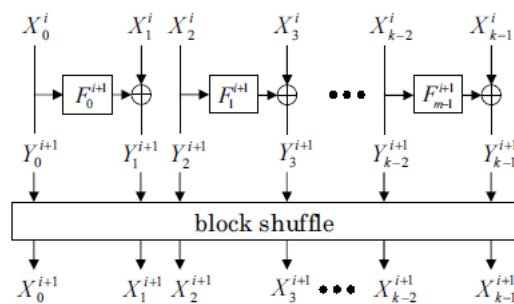 X_0^i X_1^i X_2^i X_3^i X_{k-2}^i X_{k-1}^i
F_0^{i+1} F_1^{i+1} ••• F_{m-1}^{i+1}
Y_0^{i+1} Y_1^{i+1} Y_2^{i+1} Y_3^{i+1} Y_{k-2}^{i+1} Y_{k-1}^{i+1}
block shuffle
X_0^{i+1} X_1^{i+1} X_2^{i+1} X_3^{i+1} ••• X_{k-2}^{i+1} X_{k-1}^{i+1}